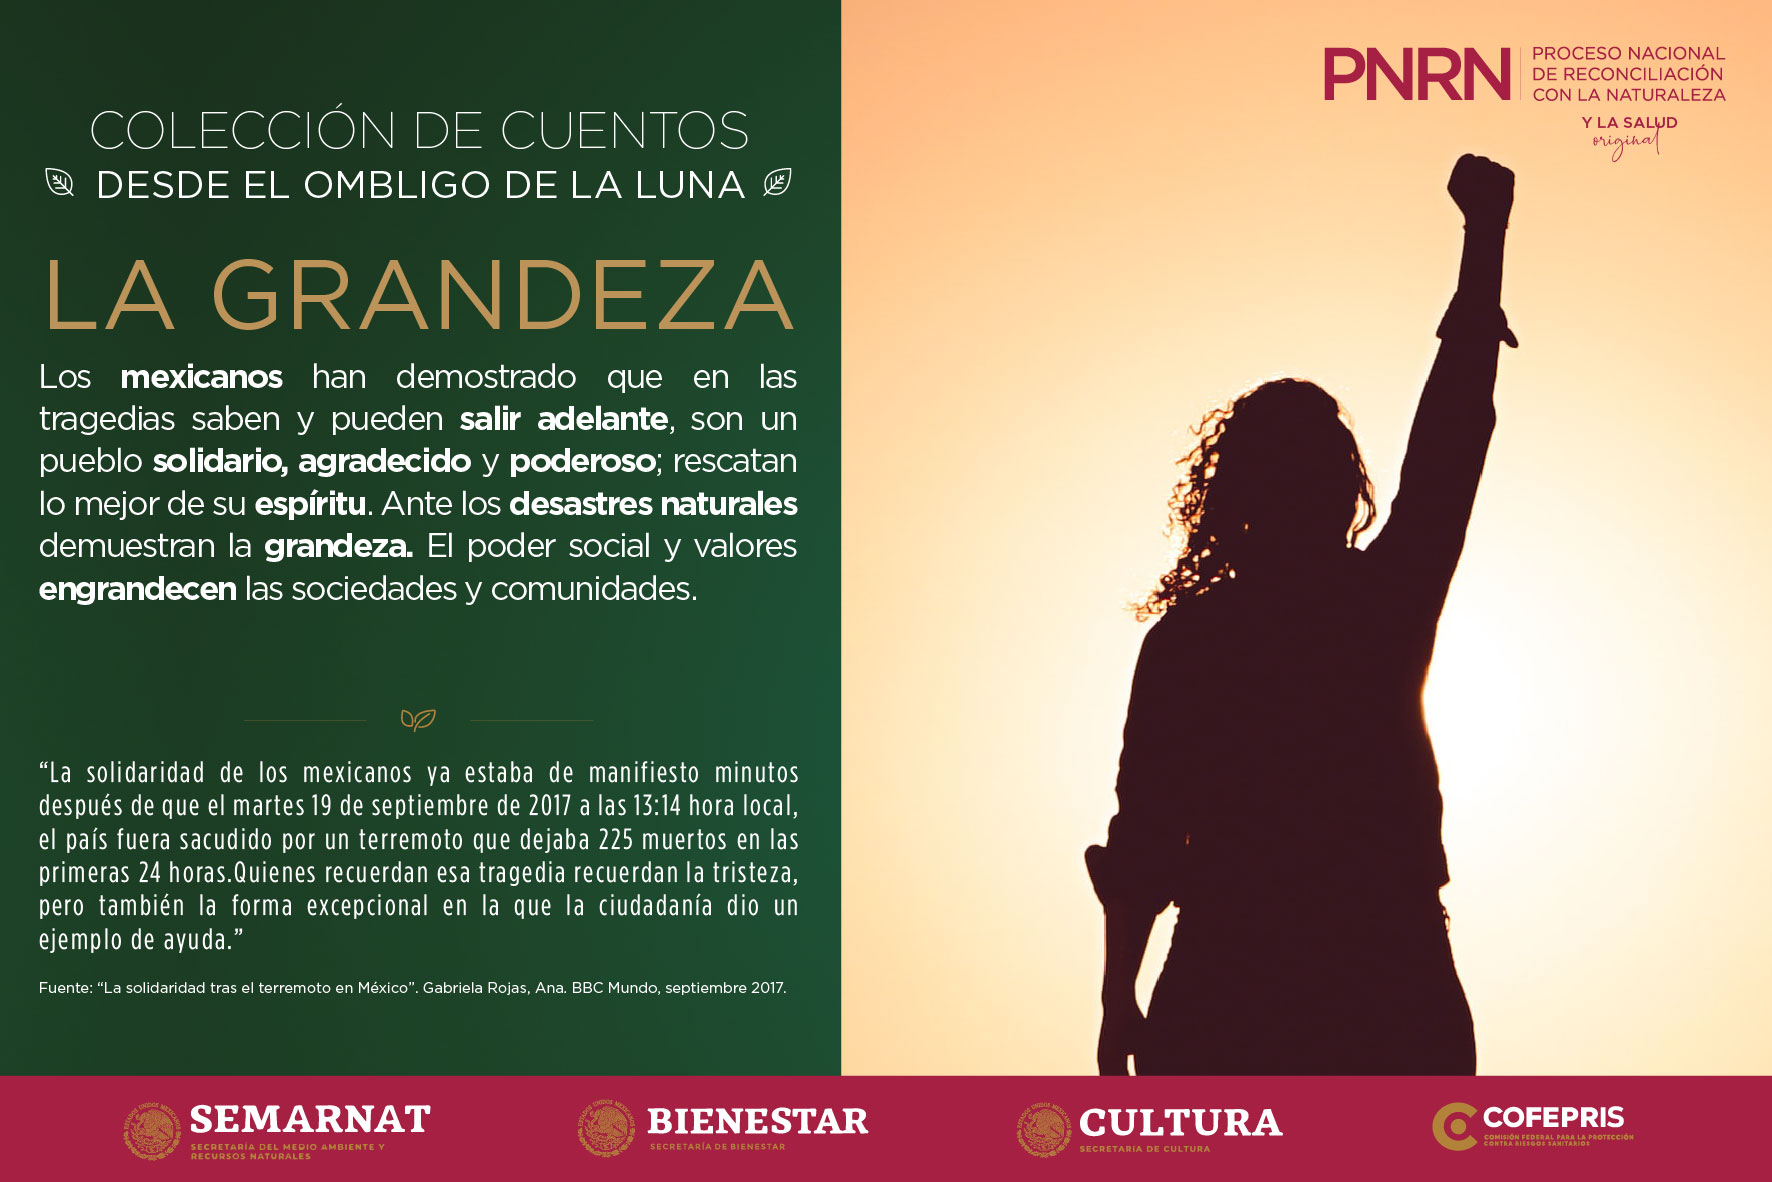 COLECCIÓN DE CUENTOS
DESDE EL OMBLIGO DE LA LUNA
LA GRANDEZA
Los mexicanos han demostrado que en las
tragedias saben y pueden salir adelante, son un
pueblo solidario, agradecido y poderoso; rescatan
lo mejor de su espíritu. Ante los desastres naturales
demuestran la grandeza. El poder social y valores
engrandecen las sociedades y comunidades.
“La solidaridad de los mexicanos ya estaba de manifiesto minutos
después de que el martes 19 de septiembre de 2017 a las 13:14 hora local,
el país fuera sacudido por un terremoto que dejaba 225 muertos en las
primeras 24 horas.Quienes recuerdan esa tragedia recuerdan la tristeza,
pero también la forma excepcional en la que la ciudadanía dio un
ejemplo de ayuda.”
Fuente: “La solidaridad tras el terremoto en México”. Gabriela Rojas, Ana. BBC Mundo, septiembre 2017.
PNRN
PROCESO NACIONAL
DE RECONCILIACIÓN
CON LA NATURALEZA
Y LA SALUD
original
SEMARNAT
SECRETARÍA DEL MEDIO AMBIENTE Y
RECURSOS NATURALES
BIENESTAR
SECRETARÍA DE BIENESTAR
CULTURA
SECRETARÍA DE CULTURA
COFEPRIS
COMISIÓN FEDERAL PARA LA PROTECCIÓN
CONTRA RIESGOS SANITARIOS